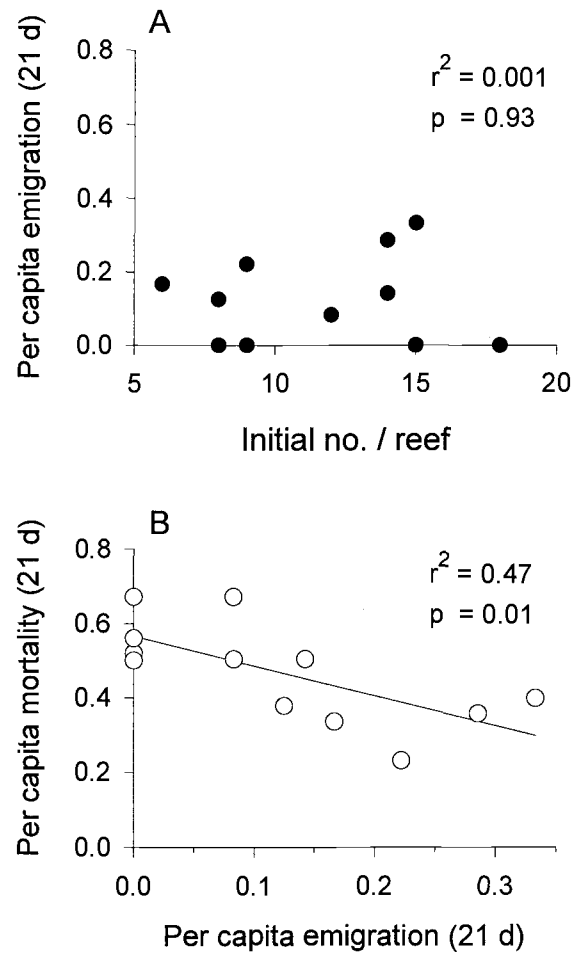 A
Per capita emigration (21 d)
0.8
0.6
0.4
0.2
0.0
r² = 0.001
p = 0.93
5 10 15 20
Initial no. / reef
B
Per capita mortality (21 d)
0.8
0.6
0.4
0.2
0.0
r² = 0.47
p = 0.01
0.0 0.1 0.2 0.3
Per capita emigration (21 d)